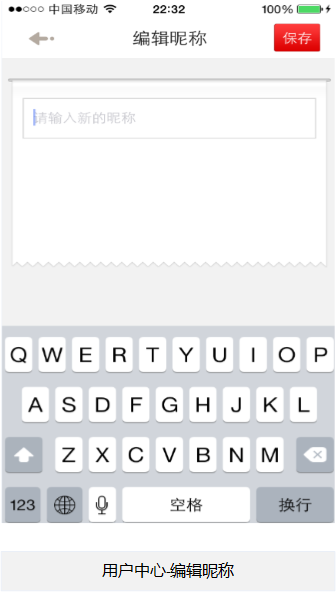 中国移动 22:32 100%
编辑昵称 保存
请输入新的昵称
Q W E R T Y U I O P
A S D F G H J K L
Z X C V B N M
123 空格 换行
用户中心-编辑昵称